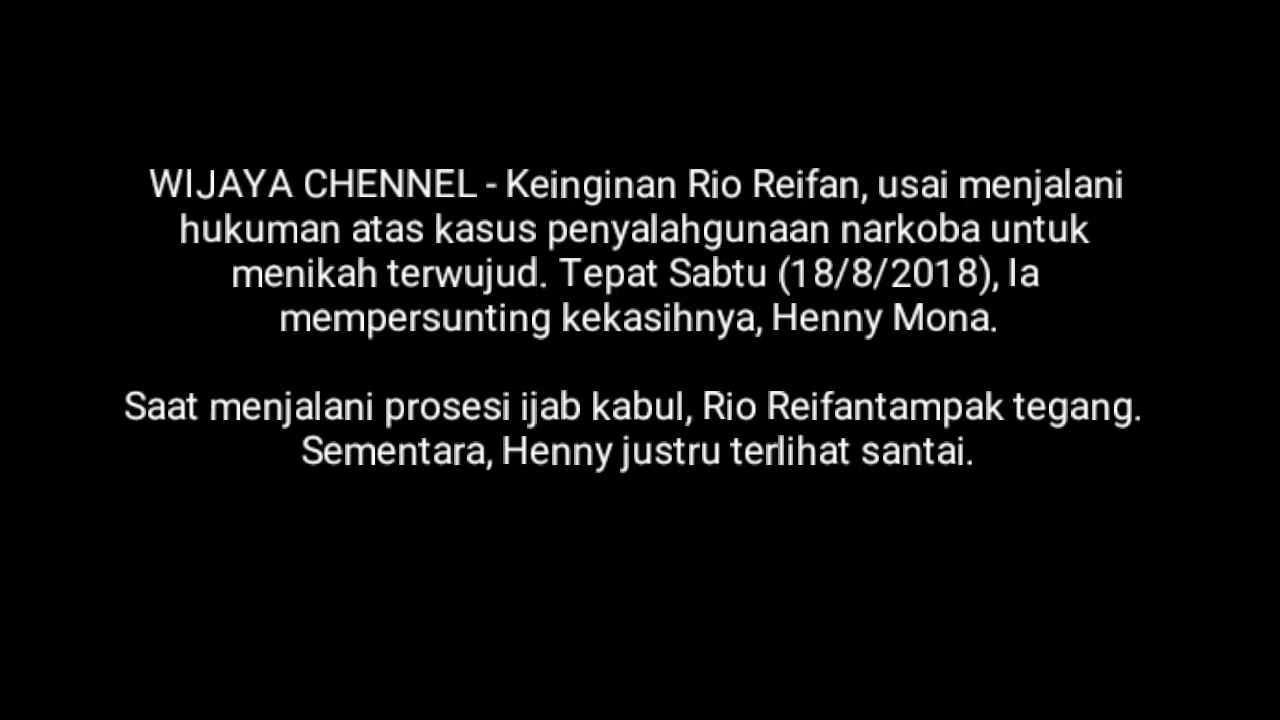 WIJAYA CHENNEL - Keinginan Rio Reifan, usai menjalani
hukuman atas kasus penyalahgunaan narkoba untuk
menikah terwujud. Tepat Sabtu (18/8/2018), Ia
mempersunting kekasihnya, Henny Mona.
Saat menjalani prosesi ijab kabul, Rio Reifantampak tegang.
Sementara, Henny justru terlihat santai.